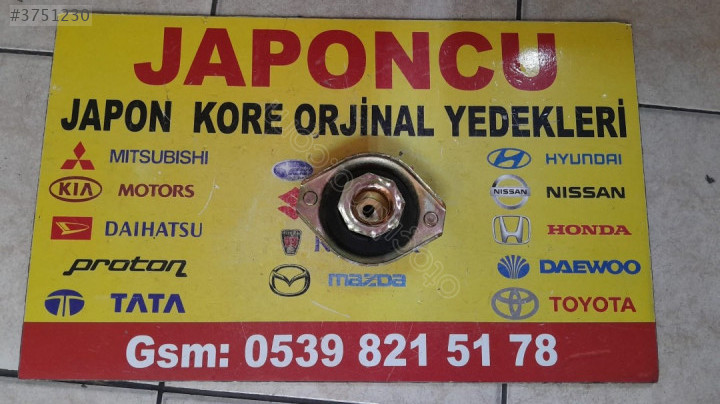 #3751230
JAPONCU
JAPON KORE ORJİNAL YEDEKLERİ
MITSUBISHI
HYUNDAI
KIA MOTORS
NISSAN
DAIHATSU
HONDA
PROTON
mazda
DAEWOO
TATA
TOYOTA
Gsm: 0539 821 51 78